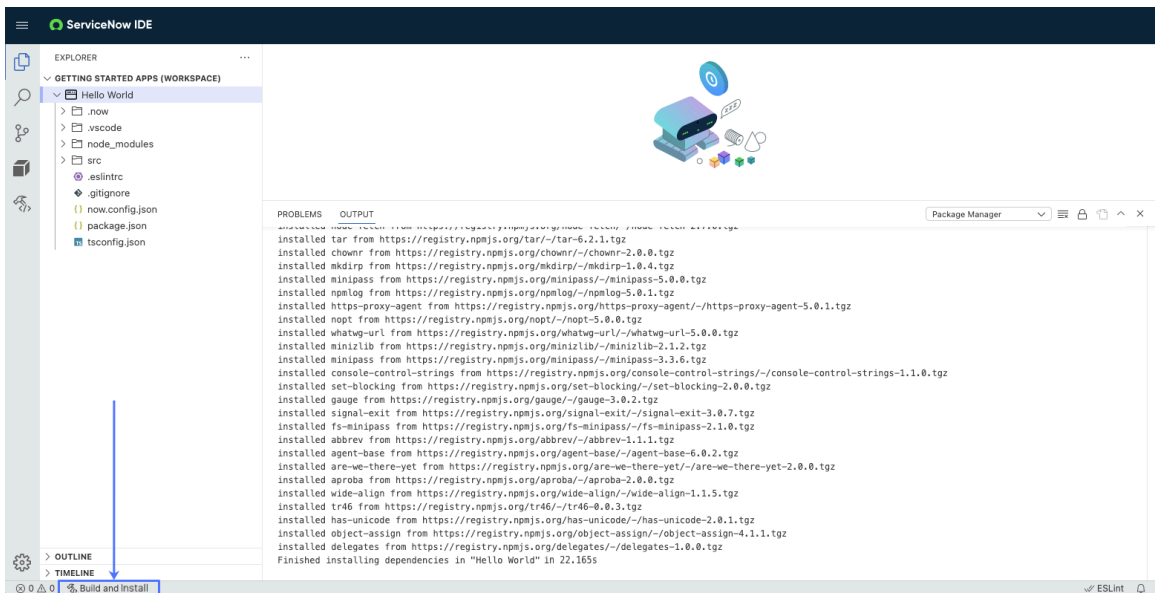 ServiceNow IDE
EXPLORER
GETTING STARTED APPS (WORKSPACE)
Hello World
.now
.vscode
node_modules
src
.eslintrc
.gitignore
now.config.json
package.json
tsconfig.json
OUTLINE
TIMELINE
zzz
PROBLEMS OUTPUT
Package Manager
installed tar from https://registry.npmjs.org/tar/-/tar-6.2.1.tgz
installed chownr from https://registry.npmjs.org/chownr/-/chownr-2.0.0.tgz
installed mkdirp from https://registry.npmjs.org/mkdirp/-/mkdirp-1.0.4.tgz
installed minipass from https://registry.npmjs.org/minipass/-/minipass-5.0.0.tgz
installed npmlog from https://registry.npmjs.org/npmlog/-/npmlog-5.0.1.tgz
installed https-proxy-agent from https://registry.npmjs.org/https-proxy-agent/-/https-proxy-agent-5.0.1.tgz
installed nopt from https://registry.npmjs.org/nopt/-/nopt-5.0.0.tgz
installed whatwg-url from https://registry.npmjs.org/whatwg-url/-/whatwg-url-5.0.0.tgz
installed minizlib from https://registry.npmjs.org/minizlib/-/minizlib-2.1.2.tgz
installed minipass from https://registry.npmjs.org/minipass/-/minipass-3.3.6.tgz
installed console-control-strings from https://registry.npmjs.org/console-control-strings/-/console-control-strings-1.1.0.tgz
installed set-blocking from https://registry.npmjs.org/set-blocking/-/set-blocking-2.0.0.tgz
installed gauge from https://registry.npmjs.org/gauge/-/gauge-3.0.2.tgz
installed signal-exit from https://registry.npmjs.org/signal-exit/-/signal-exit-3.0.7.tgz
installed fs-minipass from https://registry.npmjs.org/fs-minipass/-/fs-minipass-2.1.0.tgz
installed abbrev from https://registry.npmjs.org/abbrev/-/abbrev-1.1.1.tgz
installed agent-base from https://registry.npmjs.org/agent-base/-/agent-base-6.0.2.tgz
installed are-we-there-yet from https://registry.npmjs.org/are-we-there-yet/-/are-we-there-yet-2.0.0.tgz
installed aproba from https://registry.npmjs.org/aproba/-/aproba-2.0.0.tgz
installed wide-align from https://registry.npmjs.org/wide-align/-/wide-align-1.1.5.tgz
installed tr46 from https://registry.npmjs.org/tr46/-/tr46-0.0.3.tgz
installed has-unicode from https://registry.npmjs.org/has-unicode/-/has-unicode-2.0.1.tgz
installed object-assign from https://registry.npmjs.org/object-assign/-/object-assign-4.1.1.tgz
installed delegates from https://registry.npmjs.org/delegates/-/delegates-1.0.0.tgz
Finished installing dependencies in "Hello World" in 22.165s
0 0 Build and Install
ESLint